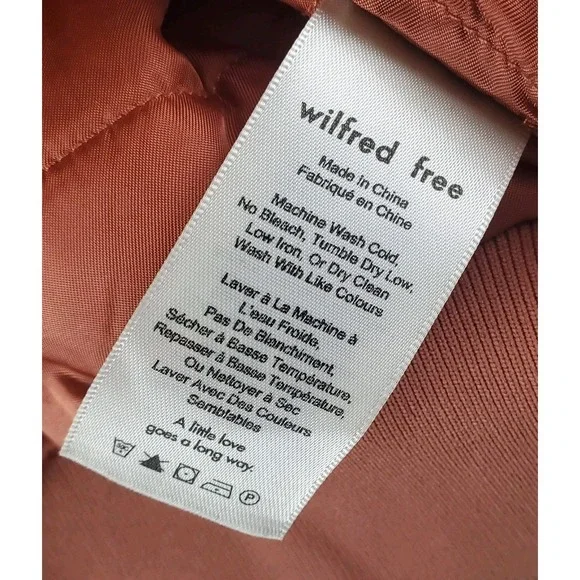 wilfred free
Made in China
Fabriqué en Chine
Machine Wash Cold,
No Bleach, Tumble Dry Low,
Low Iron, Or Dry Clean
Wash With Like Colours
Laver à La Machine à
L'eau Froide,
Pas De Blanchiment,
Sécher à Basse Température,
Repasser à Basse Température,
Ou Nettoyer à Sec
Laver Avec Des Couleurs
Semblables
A little love
goes a long way.
P